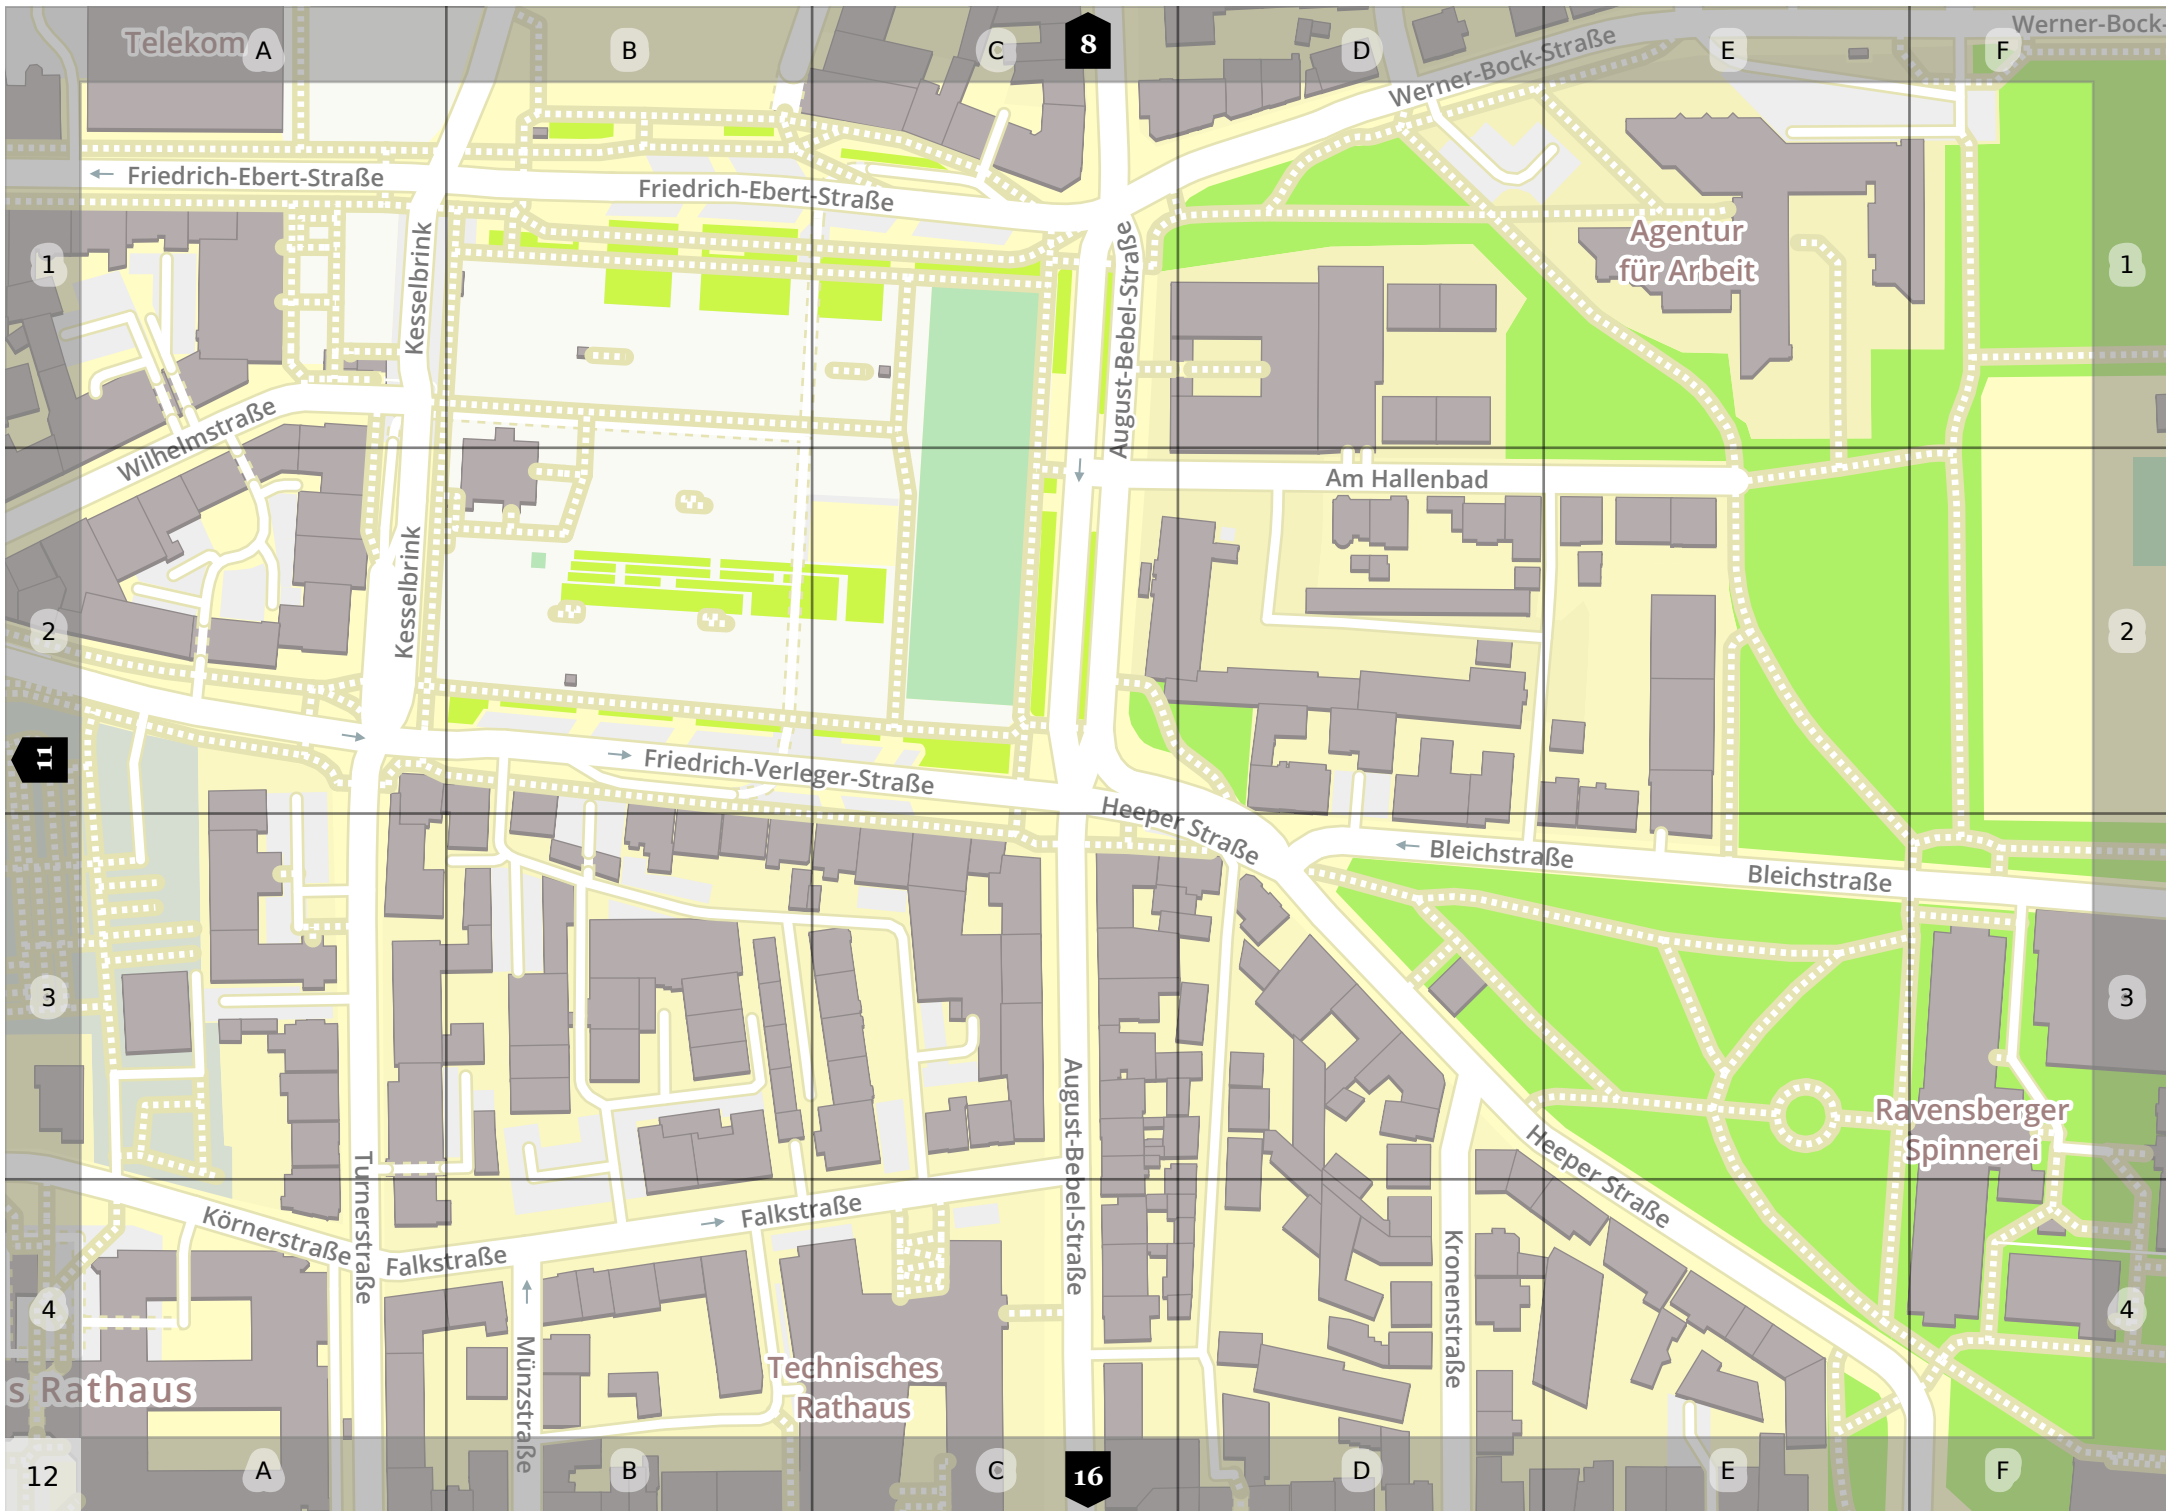 Telekom
A
B
C
8
D
E
F
Werner-Bock-
Werner-Bock-Straße
Friedrich-Ebert-Straße
Friedrich-Ebert-Straße
1
Kesselbrink
August-Bebel-Straße
Agentur
für Arbeit
1
Wilhelmstraße
Am Hallenbad
Kesselbrink
2
2
11
Friedrich-Verleger-Straße
Heeper Straße
Bleichstraße
Bleichstraße
3
3
August-Bebel-Straße
Ravensberger
Spinnerei
Heeper Straße
Turnerstraße
Körnerstraße
Falkstraße
Falkstraße
Kronenstraße
4
4
Münzstraße
s Rathaus
Technisches
Rathaus
12
A
B
C
16
D
E
F